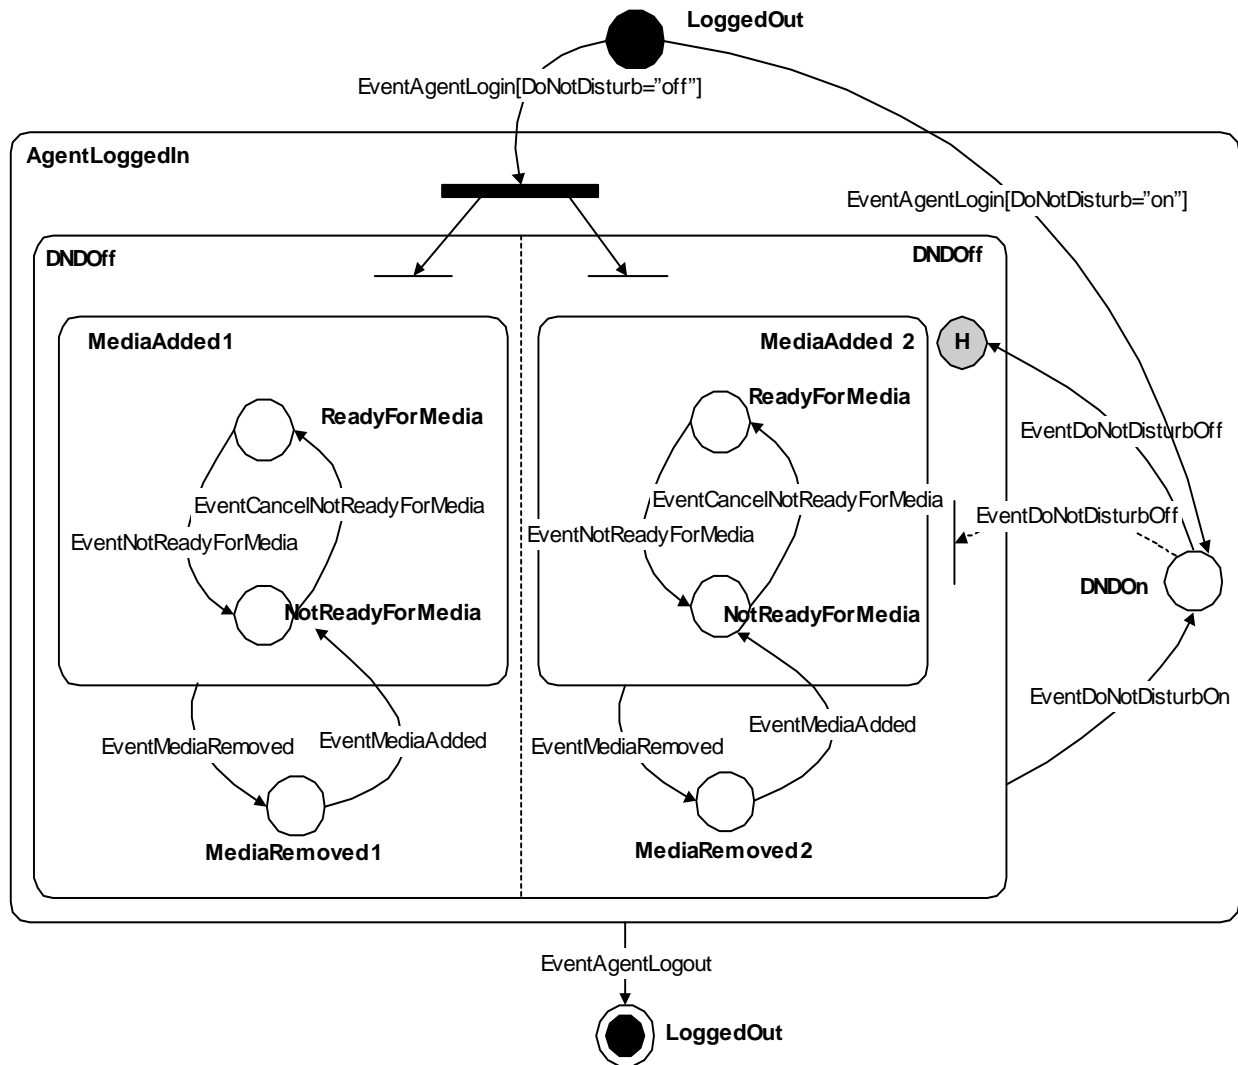 LoggedOut
EventAgentLogin[DoNotDisturb="off"]
AgentLoggedIn
EventAgentLogin[DoNotDisturb="on"]
DNDOff
DNDOff
MediaAdded1
MediaAdded 2
H
ReadyForMedia
ReadyForMedia
EventDoNotDisturbOff
EventCancelNotReadyForMedia
EventCancelNotReadyForMedia
EventDoNotDisturbOff
EventNotReadyForMedia
EventNotReadyForMedia
DNDOn
NotReadyForMedia
NotReadyForMedia
EventDoNotDisturbOn
EventMediaRemoved
EventMediaAdded
EventMediaRemoved
EventMediaAdded
MediaRemoved1
MediaRemoved2
EventAgentLogout
LoggedOut